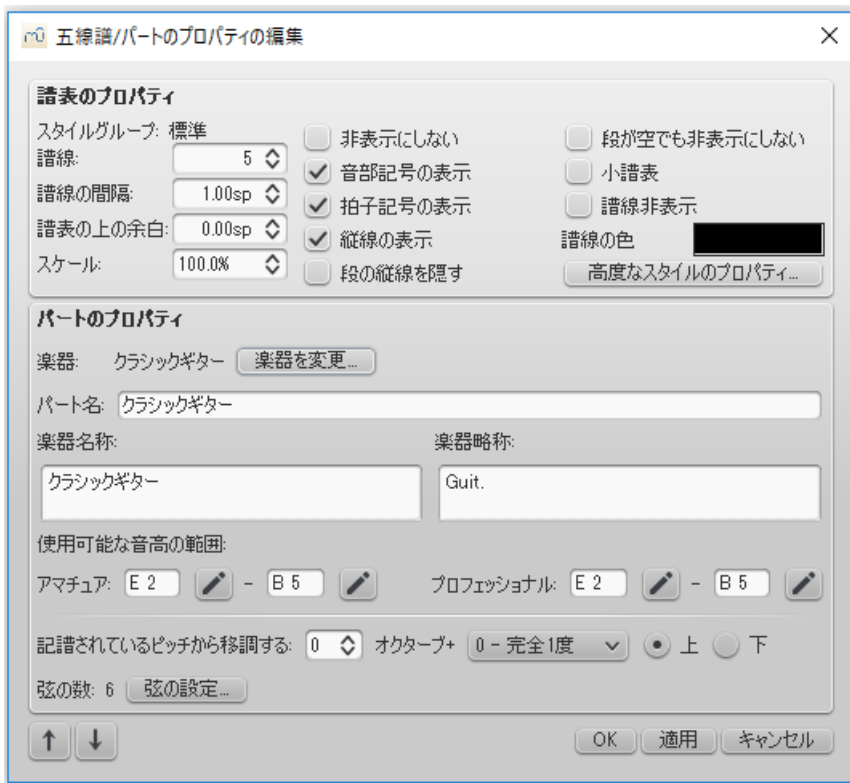 五線譜/パートのプロパティの編集
譜表のプロパティ
スタイルグループ: 標準
譜線: 5
譜線の間隔: 1.00sp
譜表の上の余白: 0.00sp
スケール: 100.0%
非表示にしない
音部記号の表示
拍子記号の表示
縦線の表示
段の縦線を隠す
段が空でも非表示にしない
小譜表
譜線非表示
譜線の色
高度なスタイルのプロパティ...
パートのプロパティ
楽器: クラシックギター 楽器を変更...
パート名: クラシックギター
楽器名称: 楽器略称:
クラシックギター Guit.
使用可能な音高の範囲:
アマチュア: E 2 - B 5 プロフェッショナル: E 2 - B 5
記譜されているピッチから移調する: 0 オクターブ+ 0 - 完全1度 上 下
弦の数: 6 弦の設定...
OK 適用 キャンセル